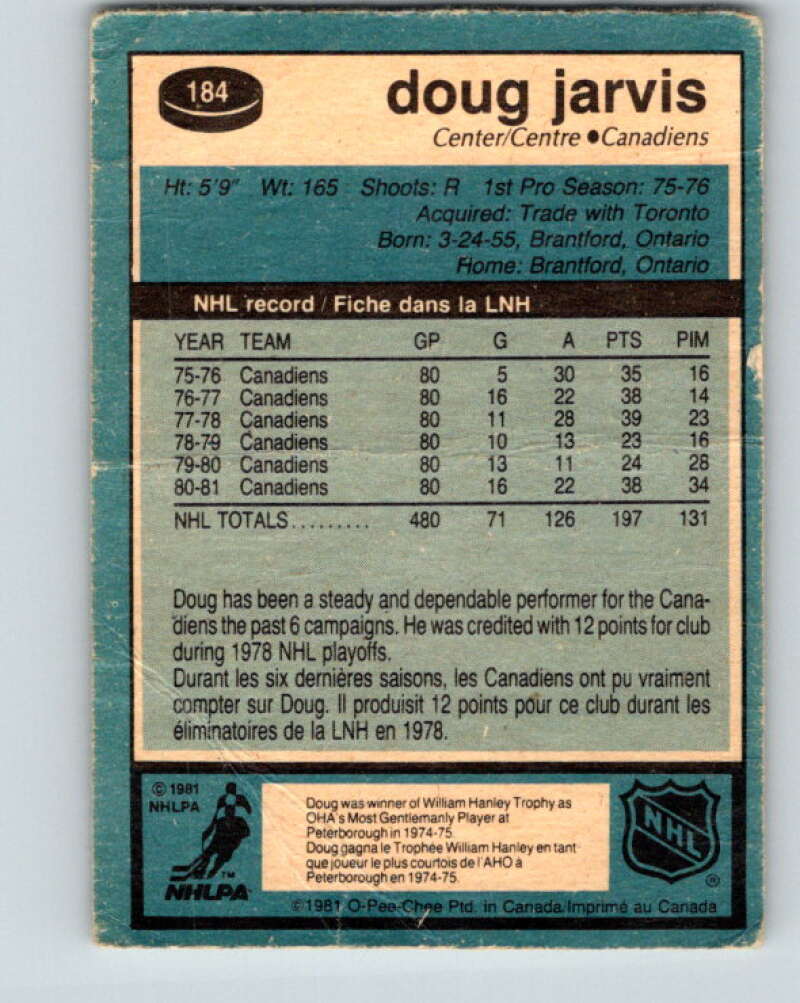 184
doug jarvis
Center/Centre ●Canadiens
Ht: 5'9" Wt: 165 Shoots: R 1st Pro Season: 75-76
Acquired: Trade with Toronto
Born: 3-24-55, Brantford, Ontario
Home: Brantford, Ontario
NHL record / Fiche dans la LNH
YEAR TEAM GP G A PTS PIM
75-76 Canadiens 80 5 30 35 16
76-77 Canadiens 80 16 22 38 14
77-78 Canadiens 80 11 28 39 23
78-79 Canadiens 80 10 13 23 16
79-80 Canadiens 80 13 11 24 28
80-81 Canadiens 80 16 22 38 34
NHL TOTALS......... 480 71 126 197 131
Doug has been a steady and dependable performer for the Cana-
diens the past 6 campaigns. He was credited with 12 points for club
during 1978 NHL playoffs.
Durant les six dernières saisons, les Canadiens ont pu vraiment
compter sur Doug. Il produisit 12 points pour ce club durant les
éliminatoires de la LNH en 1978.
© 1981
NHLPA
Doug was winner of William Hanley Trophy as
OHA's Most Gentlemanly Player at
Peterborough in 1974-75.
Doug gagna le Trophée William Hanley en tant
que joueur le plus courtois de l'AHO à
Peterborough en 1974-75.
NHL
®
NHLPA™
©1981 O-Pee-Chee Ptd. in Canada/Imprimé au Canada